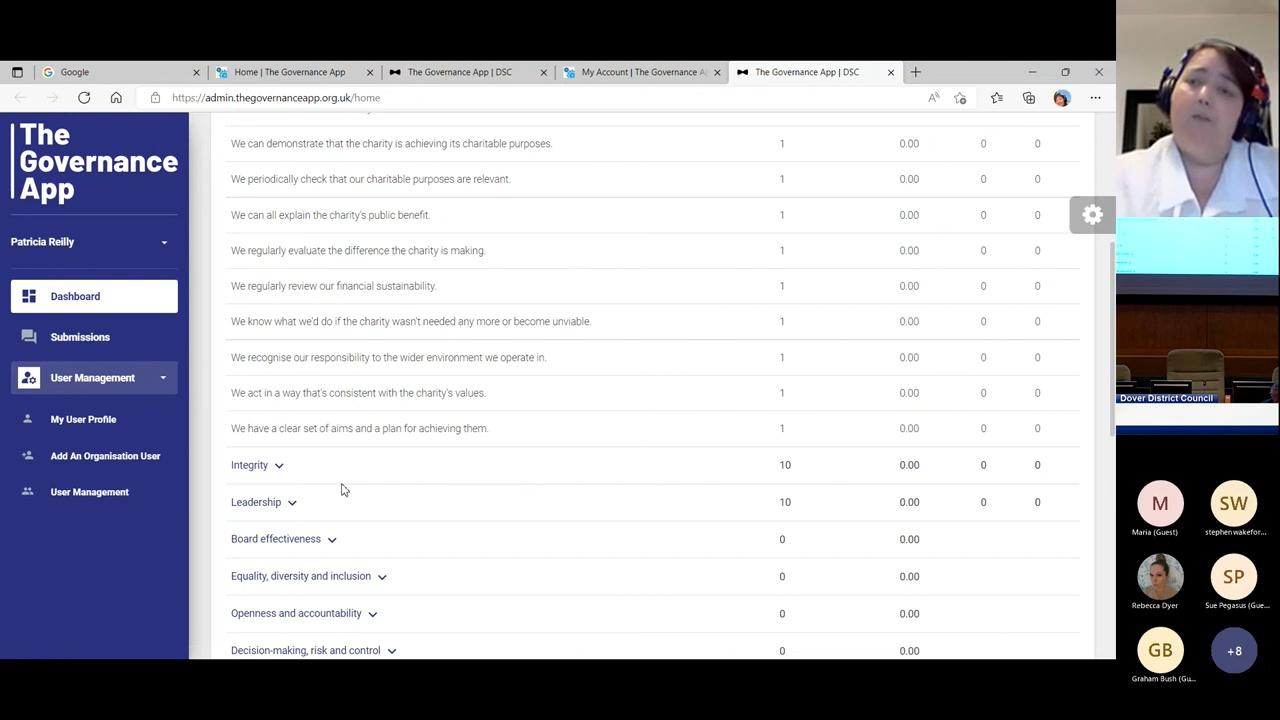 Google
Home | The Governance App
The Governance App | DSC
My Account | The Governance A
The Governance App | DSC
https://admin.thegovernanceapp.org.uk/home
The
Governance
App
Patricia Reilly
Dashboard
Submissions
User Management
My User Profile
Add An Organisation User
User Management
We can demonstrate that the charity is achieving its charitable purposes. 1 0.00 0 0
We periodically check that our charitable purposes are relevant. 1 0.00 0 0
We can all explain the charity's public benefit. 1 0.00 0 0
We regularly evaluate the difference the charity is making. 1 0.00 0 0
We regularly review our financial sustainability. 1 0.00 0 0
We know what we'd do if the charity wasn't needed any more or become unviable. 1 0.00 0 0
We recognise our responsibility to the wider environment we operate in. 1 0.00 0 0
We act in a way that's consistent with the charity's values. 1 0.00 0 0
We have a clear set of aims and a plan for achieving them. 1 0.00 0 0
Integrity 10 0.00 0 0
Leadership 10 0.00 0 0
Board effectiveness 0 0.00
Equality, diversity and inclusion 0 0.00
Openness and accountability 0 0.00
Decision-making, risk and control 0 0.00
Dover District Council
M SW
Maria (Guest) stephen wakefor...
SP
Rebecca Dyer Sue Pegasus (Gue...
GB +8
Graham Bush (Gu...